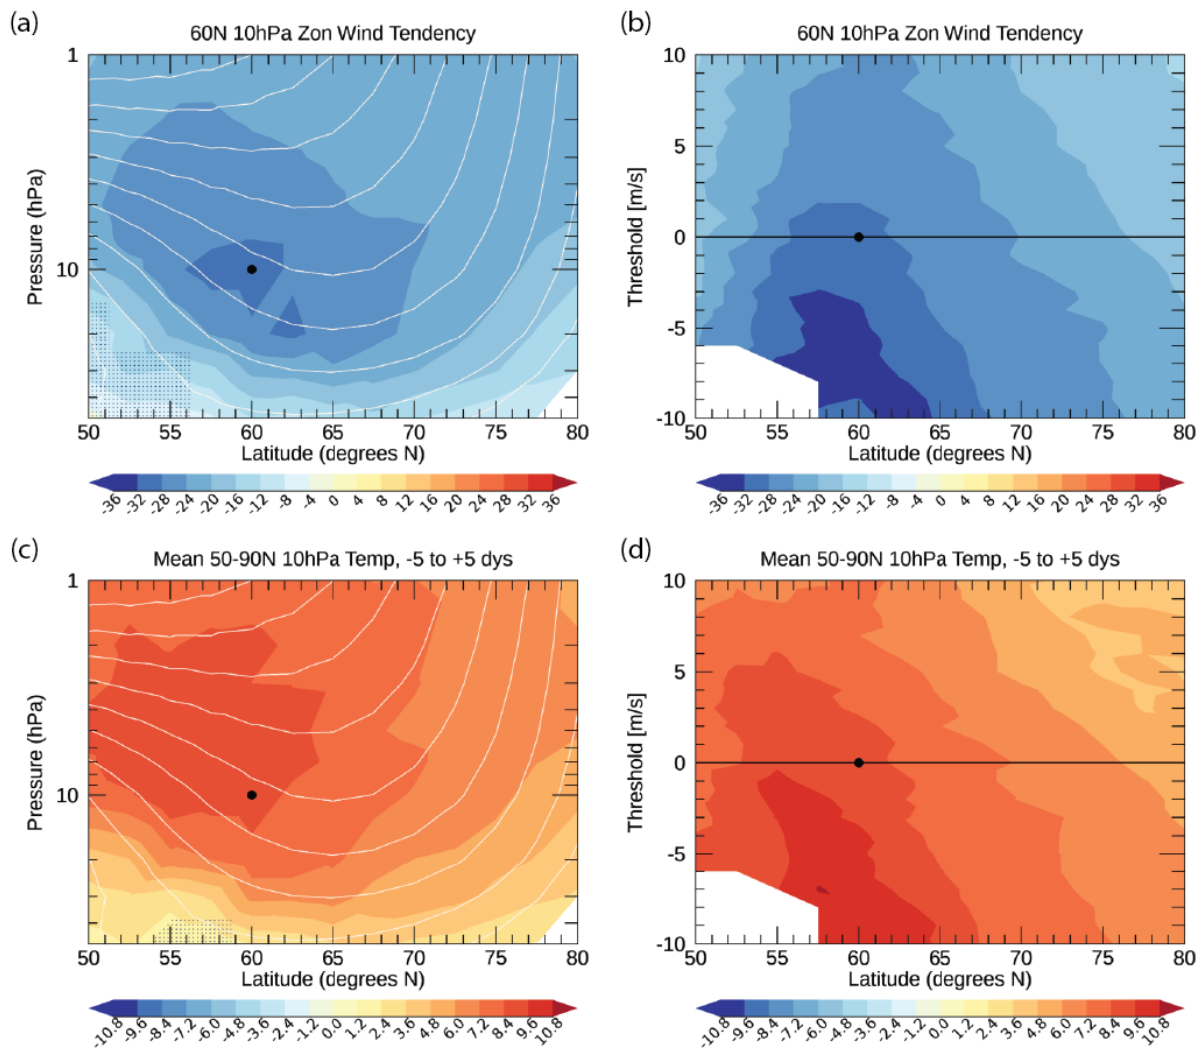 (a)
60N 10hPa Zon Wind Tendency
1
10
Pressure (hPa)
50 55 60 65 70 75 80
Latitude (degrees N)
-36 -32 -28 -24 -20 -16 -12 -8 -4 0 4 8 12 16 20 24 28 32 36
(b)
60N 10hPa Zon Wind Tendency
10
5
0
-5
-10
Threshold [m/s]
50 55 60 65 70 75 80
Latitude (degrees N)
-36 -32 -28 -24 -20 -16 -12 -8 -4 0 4 8 12 16 20 24 28 32 36
(c)
Mean 50-90N 10hPa Temp, -5 to +5 dys
1
10
Pressure (hPa)
50 55 60 65 70 75 80
Latitude (degrees N)
-10.8 -9.6 -8.4 -7.2 -6.0 -4.8 -3.6 -2.4 -1.2 0.0 1.2 2.4 3.6 4.8 6.0 7.2 8.4 9.6 10.8
(d)
Mean 50-90N 10hPa Temp, -5 to +5 dys
10
5
0
-5
-10
Threshold [m/s]
50 55 60 65 70 75 80
Latitude (degrees N)
-10.8 -9.6 -8.4 -7.2 -6.0 -4.8 -3.6 -2.4 -1.2 0.0 1.2 2.4 3.6 4.8 6.0 7.2 8.4 9.6 10.8